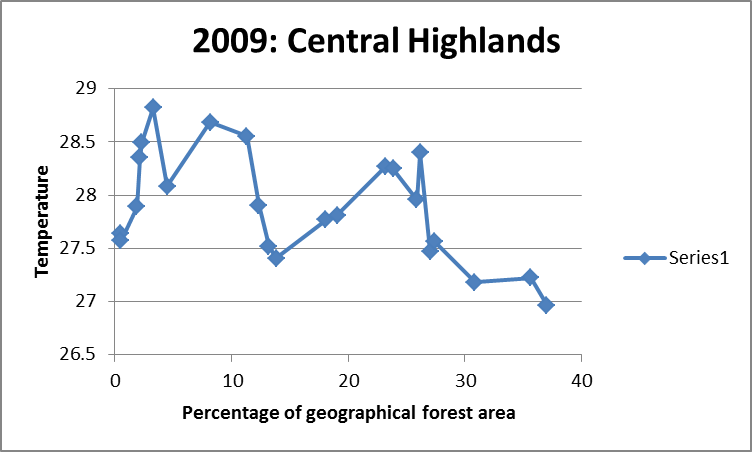 2009: Central Highlands
29
28.5
28
27.5
27
26.5
Temperature
0 10 20 30 40
Percentage of geographical forest area
Series1